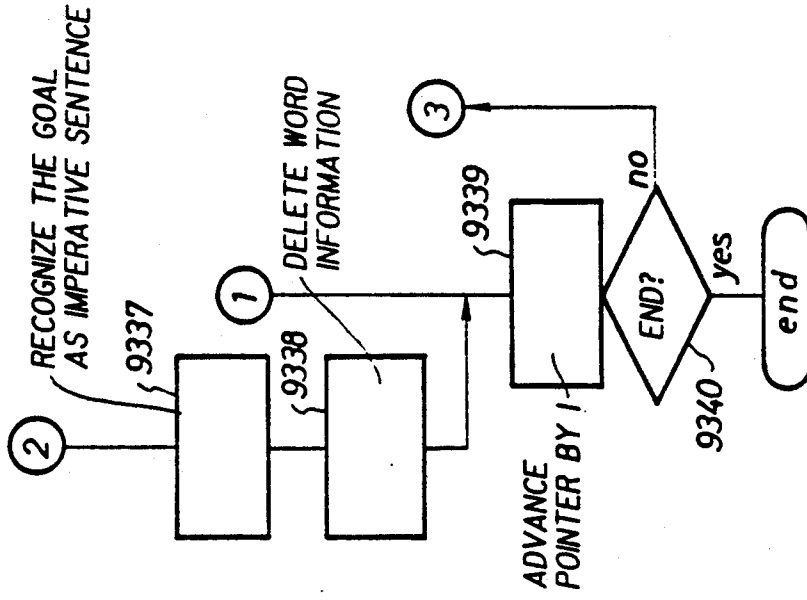 2
RECOGNIZE THE GOAL
AS IMPERATIVE SENTENCE
9337
9338
1
DELETE WORD
INFORMATION
9339
3
ADVANCE
POINTER BY 1
END?
no
9340
yes
end